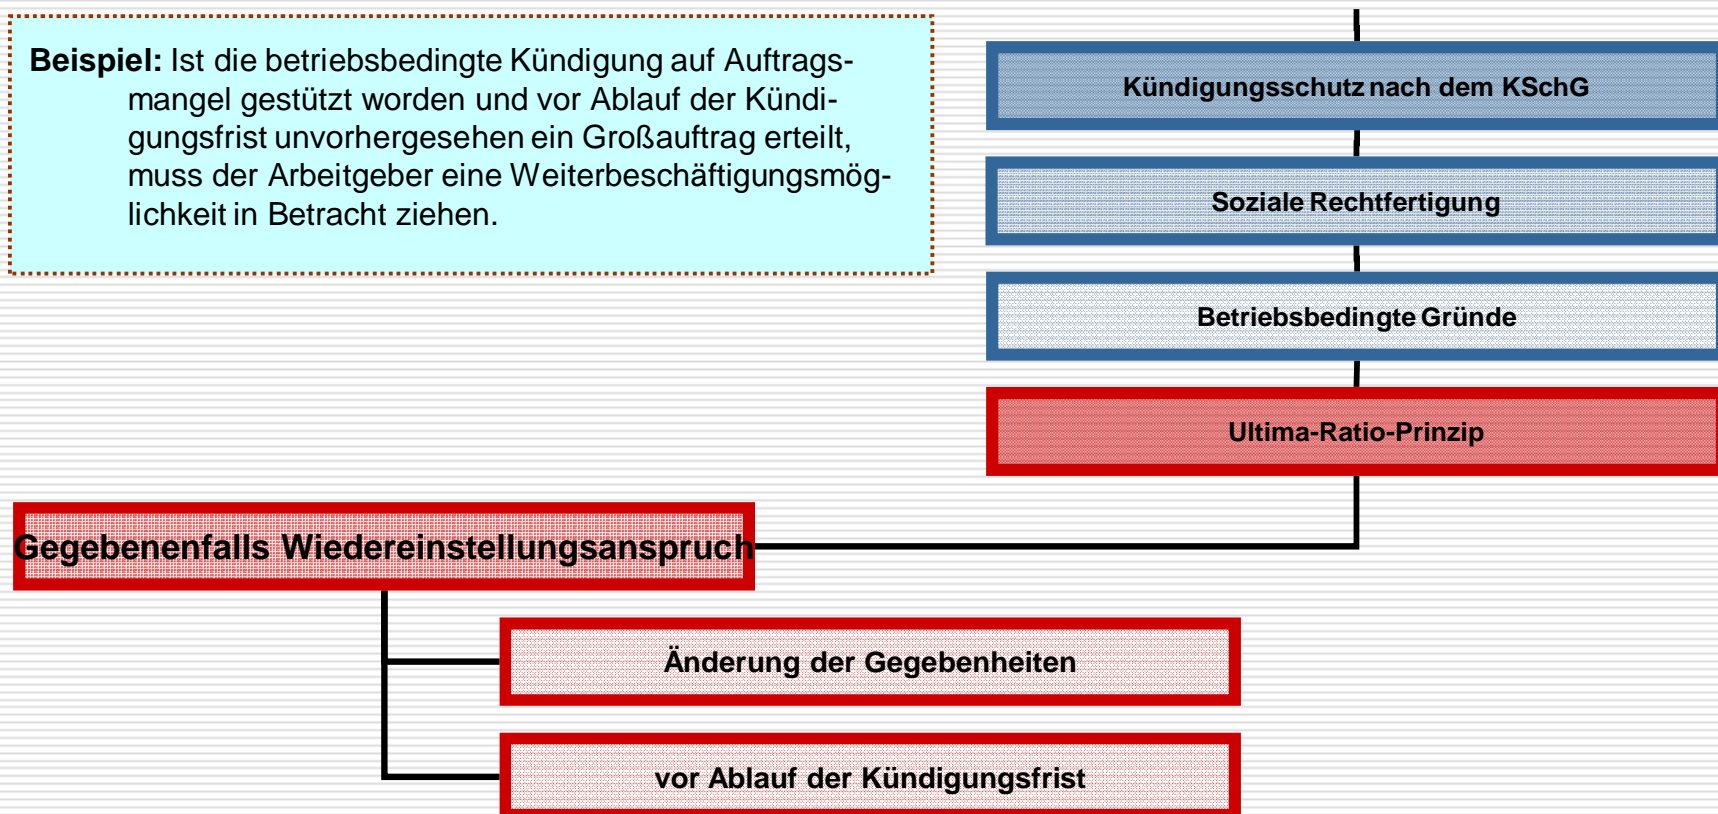 Beispiel: Ist die betriebsbedingte Kündigung auf Auftrags-
mangel gestützt worden und vor Ablauf der Kündi-
gungsfrist unvorhergesehen ein Großauftrag erteilt,
muss der Arbeitgeber eine Weiterbeschäftigungsmög-
lichkeit in Betracht ziehen.
Kündigungsschutz nach dem KSchG
Soziale Rechtfertigung
Betriebsbedingte Gründe
Ultima-Ratio-Prinzip
Gegebenenfalls Wiedereinstellungsanspruch
Änderung der Gegebenheiten
vor Ablauf der Kündigungsfrist